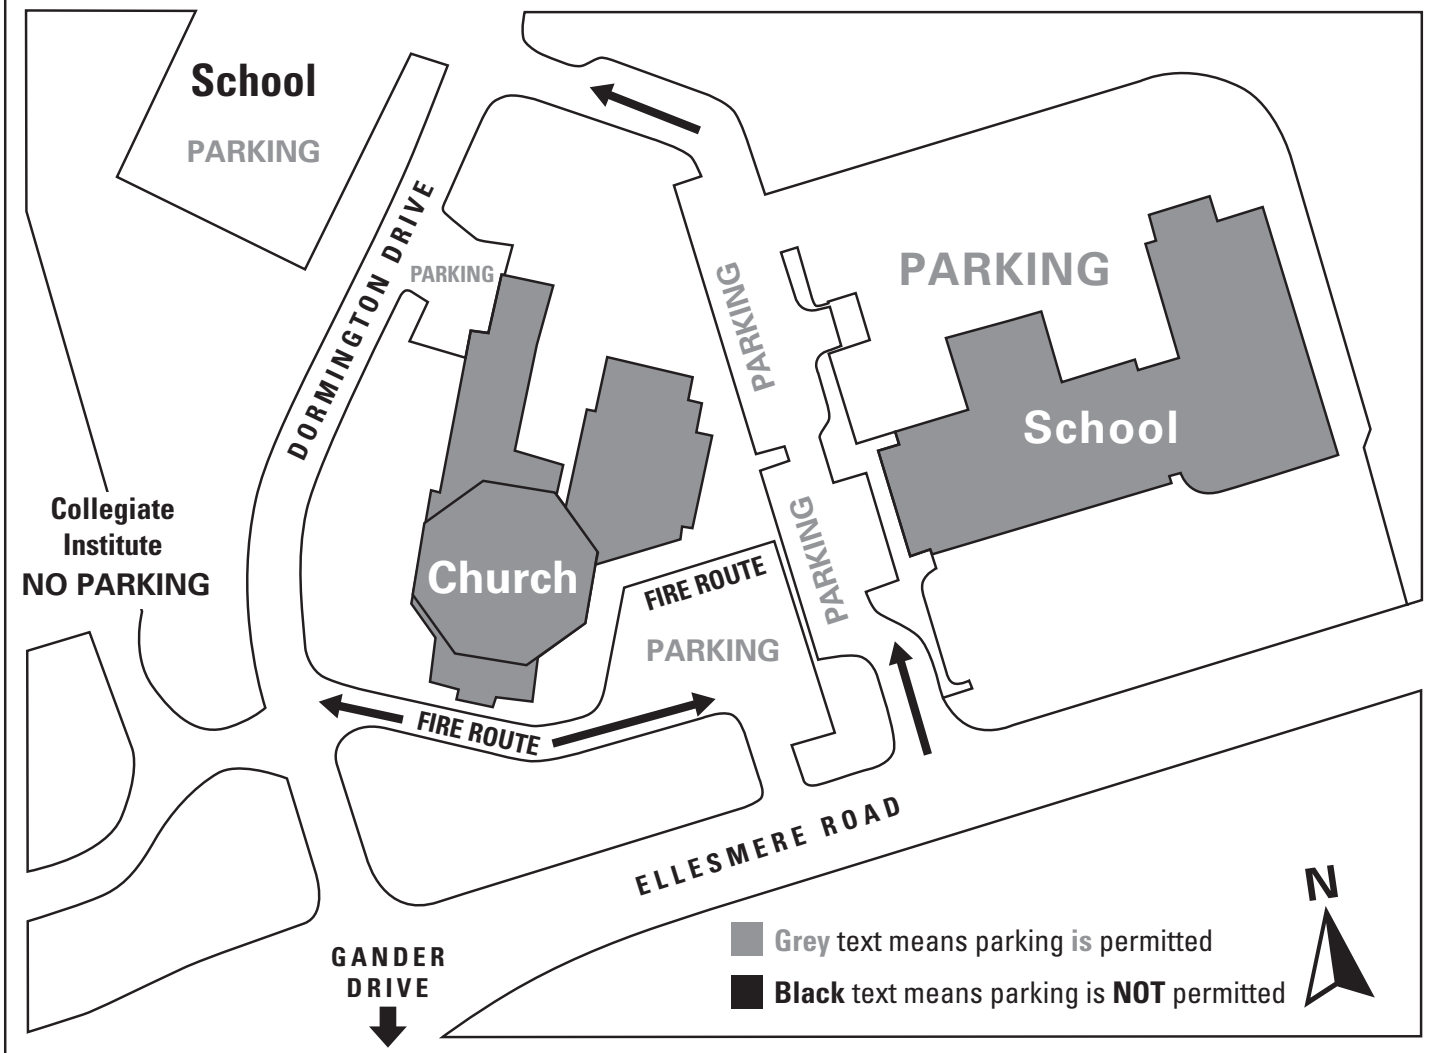 School
PARKING
DORMINGTON DRIVE
PARKING
PARKING
PARKING
School
Collegiate
Institute
NO PARKING
PARKING
Church
FIRE ROUTE
PARKING
FIRE ROUTE
ELLESMERE ROAD
GANDER
DRIVE
N
Grey text means parking is permitted
Black text means parking is NOT permitted